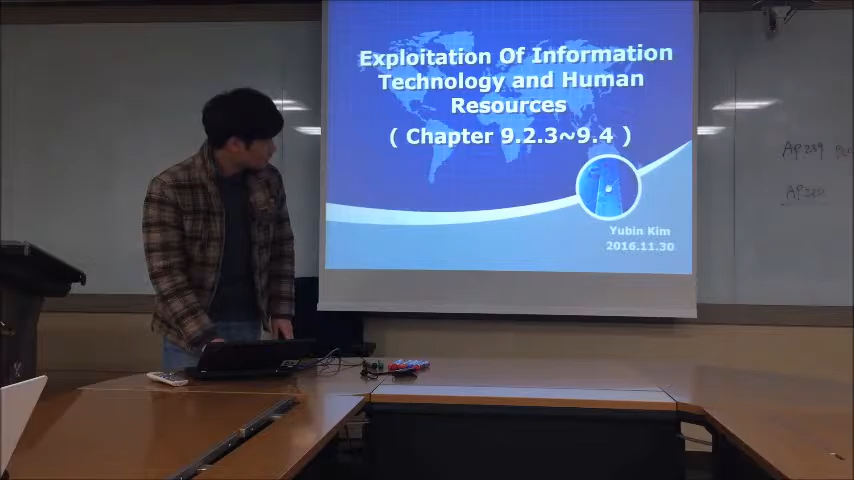 Exploitation Of Information
Technology and Human
Resources
( Chapter 9.2.3~9.4 )
Yubin Kim
2016.11.30